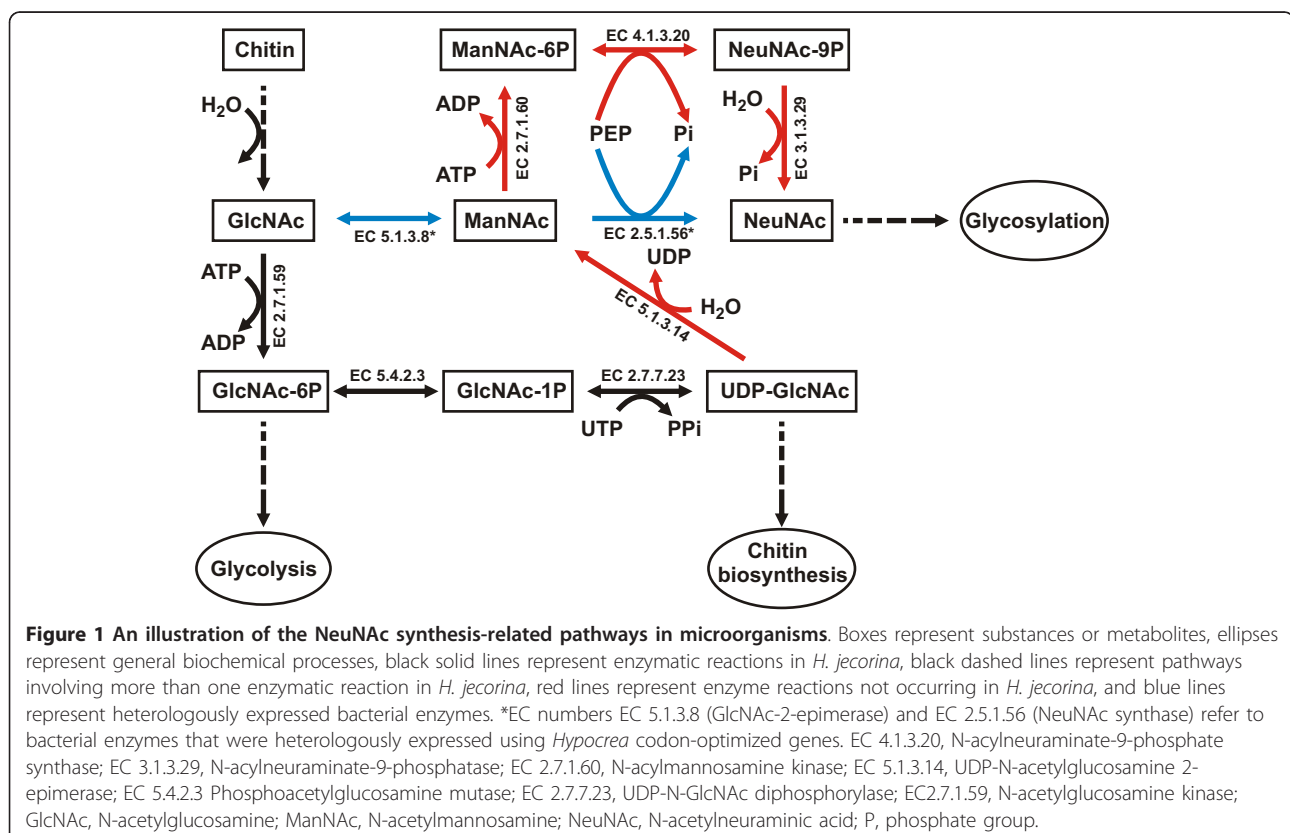 Chitin
ManNAc-6P
EC 4.1.3.20
NeuNAc-9P
H2O
ADP
EC 2.7.1.60
ATP
PEP
Pi
H2O
EC 3.1.3.29
Pi
GlcNAc
EC 5.1.3.8*
ManNAc
EC 2.5.1.56*
NeuNAc
Glycosylation
ATP
EC 2.7.1.59
ADP
UDP
EC 5.1.3.14
H2O
GlcNAc-6P
EC 5.4.2.3
GlcNAc-1P
EC 2.7.7.23
UDP-GlcNAc
UTP
PPi
Glycolysis
Chitin
biosynthesis
Figure 1 An illustration of the NeuNAc synthesis-related pathways in microorganisms. Boxes represent substances or metabolites, ellipses
represent general biochemical processes, black solid lines represent enzymatic reactions in H. jecorina, black dashed lines represent pathways
involving more than one enzymatic reaction in H. jecorina, red lines represent enzyme reactions not occurring in H. jecorina, and blue lines
represent heterologously expressed bacterial enzymes. *EC numbers EC 5.1.3.8 (GlcNAc-2-epimerase) and EC 2.5.1.56 (NeuNAc synthase) refer to
bacterial enzymes that were heterologously expressed using Hypocrea codon-optimized genes. EC 4.1.3.20, N-acylneuraminate-9-phosphate
synthase; EC 3.1.3.29, N-acylneuraminate-9-phosphatase; EC 2.7.1.60, N-acylmannosamine kinase; EC 5.1.3.14, UDP-N-acetylglucosamine 2-
epimerase; EC 5.4.2.3 Phosphoacetylglucosamine mutase; EC 2.7.7.23, UDP-N-GlcNAc diphosphorylase; EC2.7.1.59, N-acetylglucosamine kinase;
GlcNAc, N-acetylglucosamine; ManNAc, N-acetylmannosamine; NeuNAc, N-acetylneuraminic acid; P, phosphate group.